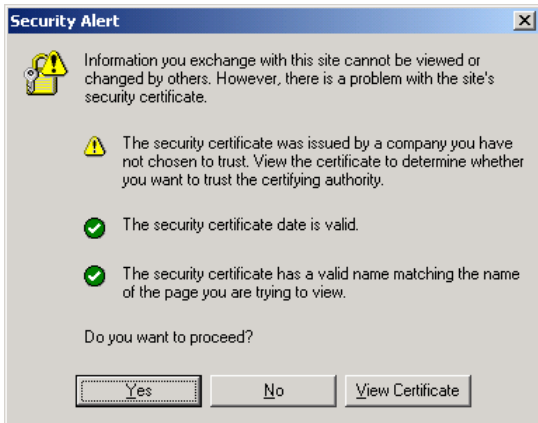 Security Alert
Information you exchange with this site cannot be viewed or
changed by others. However, there is a problem with the site's
security certificate.
The security certificate was issued by a company you have
not chosen to trust. View the certificate to determine whether
you want to trust the certifying authority.
The security certificate date is valid.
The security certificate has a valid name matching the name
of the page you are trying to view.
Do you want to proceed?
Yes No View Certificate